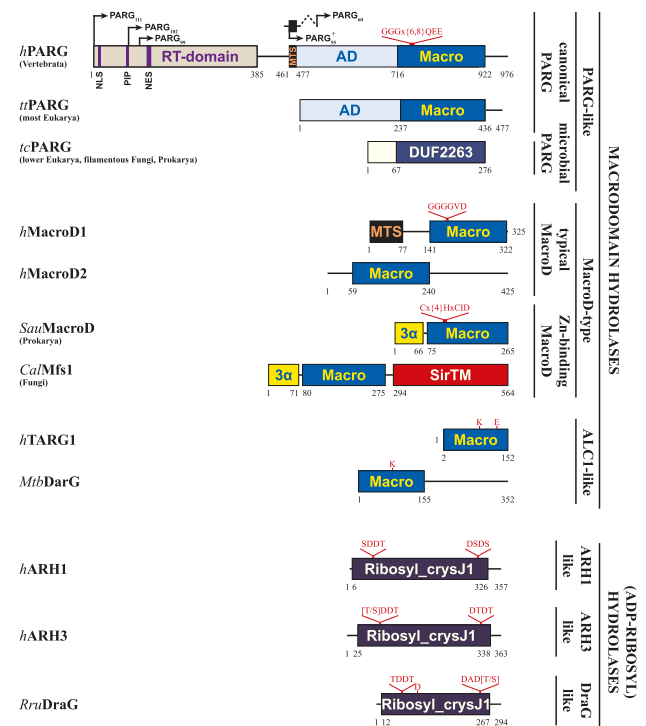 PARG111
PARG102
PARG99
PARG60
PARG55‡
GGGx{6,8}QEE
hPARG
(Vertebrata)
RT-domain
MTS
AD
Macro
1 385 461 477 716 922 976
NLS
PIP
NES
ttPARG
(most Eukarya)
AD
Macro
1 237 436 477
tcPARG
(lower Eukarya, filamentous Fungi, Prokarya)
DUF2263
1 67 276
canonical
PARG
microbial
PARG
PARG-like
GGGGVD
hMacroD1
MTS
Macro
325
1 77 141 322
hMacroD2
Macro
1 59 240 425
typical
MacroD
Cx{4}HxCID
SauMacroD
(Prokarya)
3α
Macro
1 66 75 265
CalMfs1
(Fungi)
3α
Macro
SirTM
1 71 80 275 294 564
Zn-binding
MacroD
MacroD-type
K E
hTARG1
1
Macro
2 152
K
MtbDarG
Macro
1 155 352
ALC1-like
MACRODOMAIN HYDROLASES
SDDT DSDS
hARH1
Ribosyl_crysJ1
1 6 326 357
ARH1
like
[T/S]DDT DTDT
hARH3
Ribosyl_crysJ1
1 25 338 363
ARH3
like
TDDT D DAD[T/S]
RruDraG
Ribosyl_crysJ1
1 12 267 294
DraG
like
(ADP-RIBOSYL)
HYDROLASES